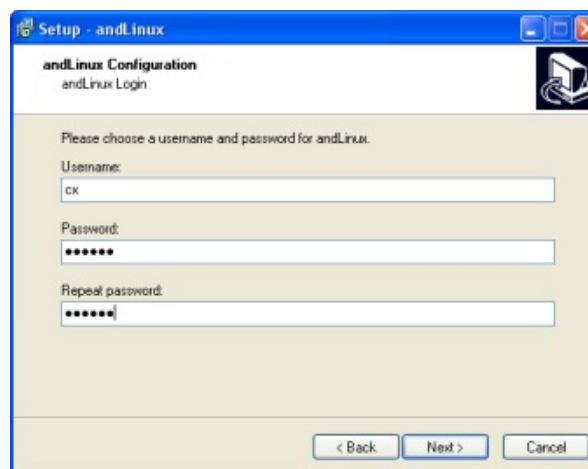 Setup - andLinux
andLinux Configuration
andLinux Login
Please choose a username and password for andLinux.
Username:
cx
Password:
●●●●●●
Repeat password:
●●●●●●
< Back
Next >
Cancel